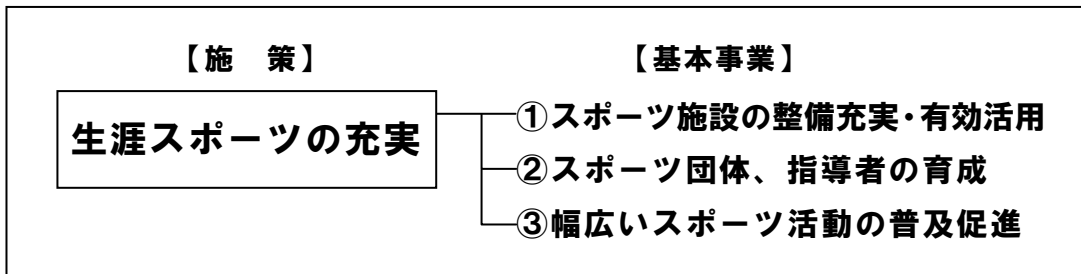 【施　策】　【基本事業】
生涯スポーツの充実
①スポーツ施設の整備充実・有効活用
②スポーツ団体、指導者の育成
③幅広いスポーツ活動の普及促進